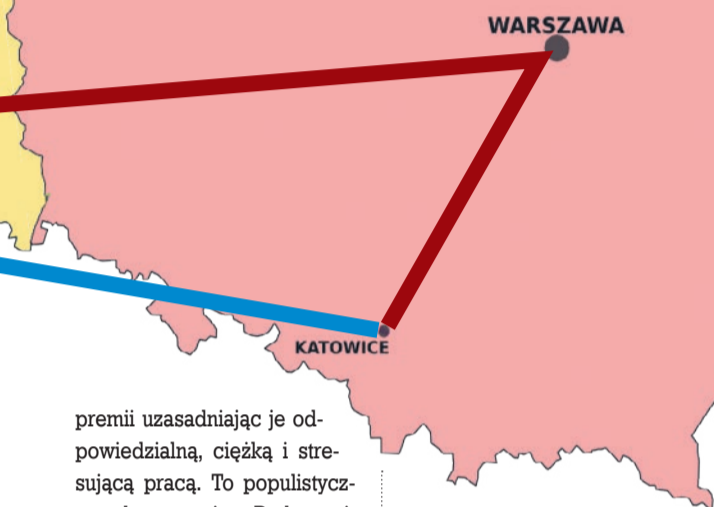 WARSZAWA
KATOWICE
premii uzasadniając je od-
powiedzialną, ciężką i stre-
sującą pracą. To populistycz-